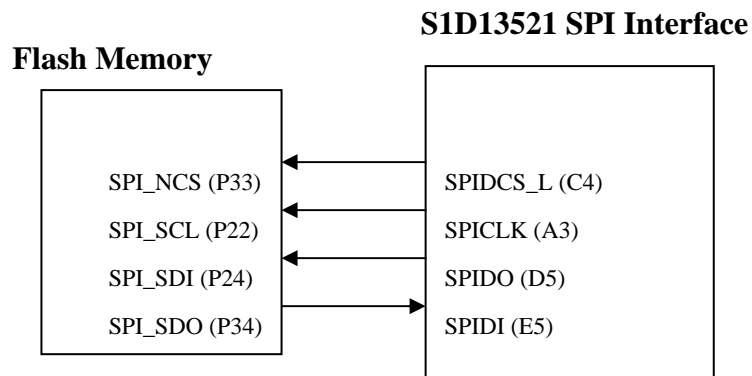 S1D13521 SPI Interface
Flash Memory
SPI_NCS (P33)
SPI_SCL (P22)
SPI_SDI (P24)
SPI_SDO (P34)
SPIDCS_L (C4)
SPICLK (A3)
SPIDO (D5)
SPIDI (E5)